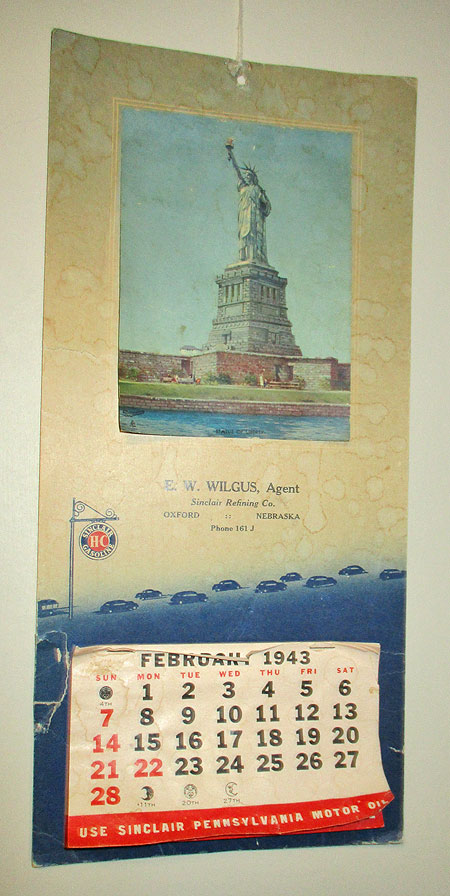 E. W. WILGUS, Agent
Sinclair Refining Co.
OXFORD :: NEBRASKA
Phone 161 J
SINCLAIR
H-C
GASOLINE
FEBRUARY 1943
SUN MON TUE WED THU FRI SAT
4TH 1 2 3 4 5 6
7 8 9 10 11 12 13
14 15 16 17 18 19 20
21 22 23 24 25 26 27
28 11TH 20TH 27TH
USE SINCLAIR PENNSYLVANIA MOTOR OIL